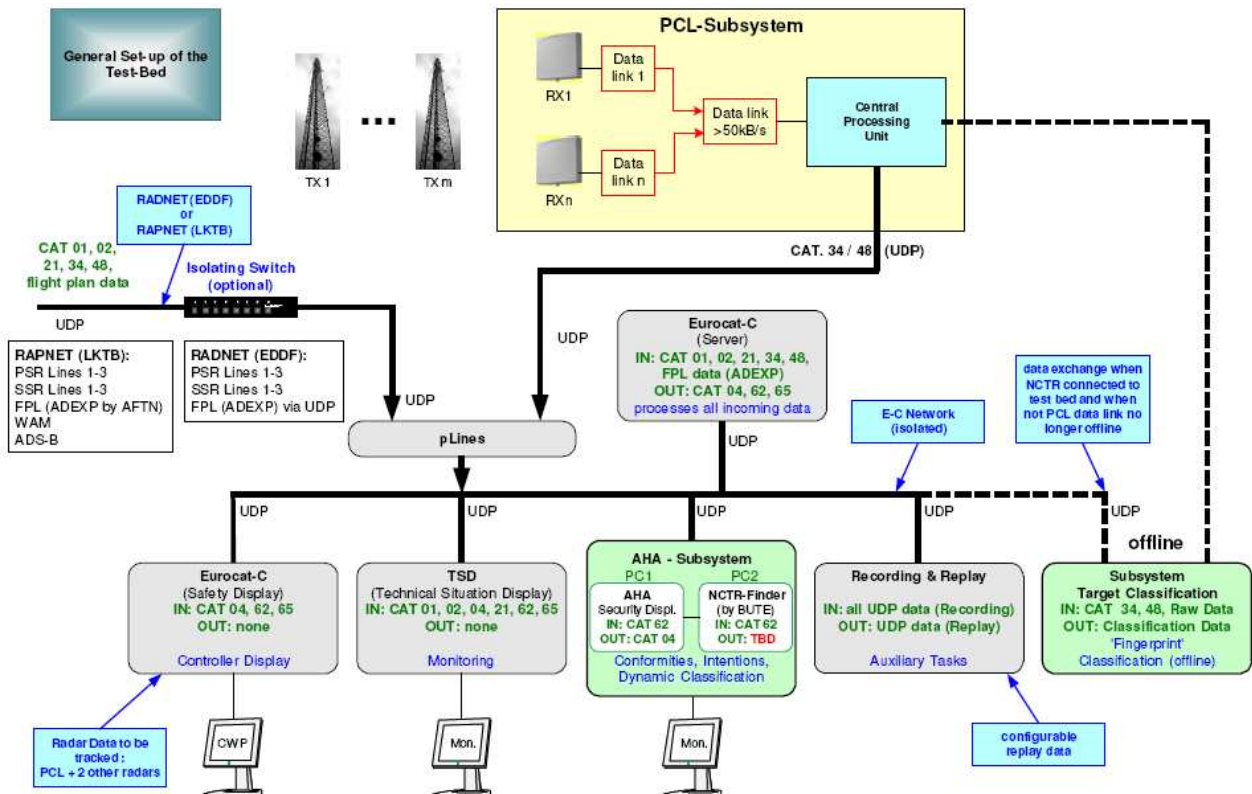 General Set-up of the
Test-Bed
TX 1
...
TX m
PCL-Subsystem
RX1
Data
link 1
RXn
Data
link n
Data link
>50kB/s
Central
Processing
Unit
CAT. 34 / 48 (UDP)
RADNET (EDDF)
or
RAPNET (LKTB)
CAT 01, 02,
21, 34, 48,
flight plan data
Isolating Switch
(optional)
UDP
RAPNET (LKTB):
PSR Lines 1-3
SSR Lines 1-3
FPL (ADEXP by AFTN)
WAM
ADS-B
RADNET (EDDF):
PSR Lines 1-3
SSR Lines 1-3
FPL (ADEXP) via UDP
UDP
UDP
pLines
Eurocat-C
(Server)
IN: CAT 01, 02, 21, 34, 48,
FPL data (ADEXP)
OUT: CAT 04, 62, 65
processes all incoming data
UDP
E-C Network
(isolated)
data exchange when
NCTR connected to
test bed and when
not PCL data link no
longer offline
UDP
UDP
UDP
UDP
UDP
offline
Eurocat-C
(Safety Display)
IN: CAT 04, 62, 65
OUT: none
Controller Display
TSD
(Technical Situation Display)
IN: CAT 01, 02, 04, 21, 62, 65
OUT: none
Monitoring
AHA - Subsystem
PC1
AHA
Security Displ.
IN: CAT 62
OUT: CAT 04
PC2
NCTR-Finder
(by BUTE)
IN: CAT 62
OUT: TBD
Conformities, Intentions,
Dynamic Classification
Recording & Replay
IN: all UDP data (Recording)
OUT: UDP data (Replay)
Auxiliary Tasks
Subsystem
Target Classification
IN: CAT 34, 48, Raw Data
OUT: Classification Data
'Fingerprint'
Classification (offline)
Radar Data to be
tracked :
PCL + 2 other radars
CWP
Mon.
Mon.
configurable
replay data